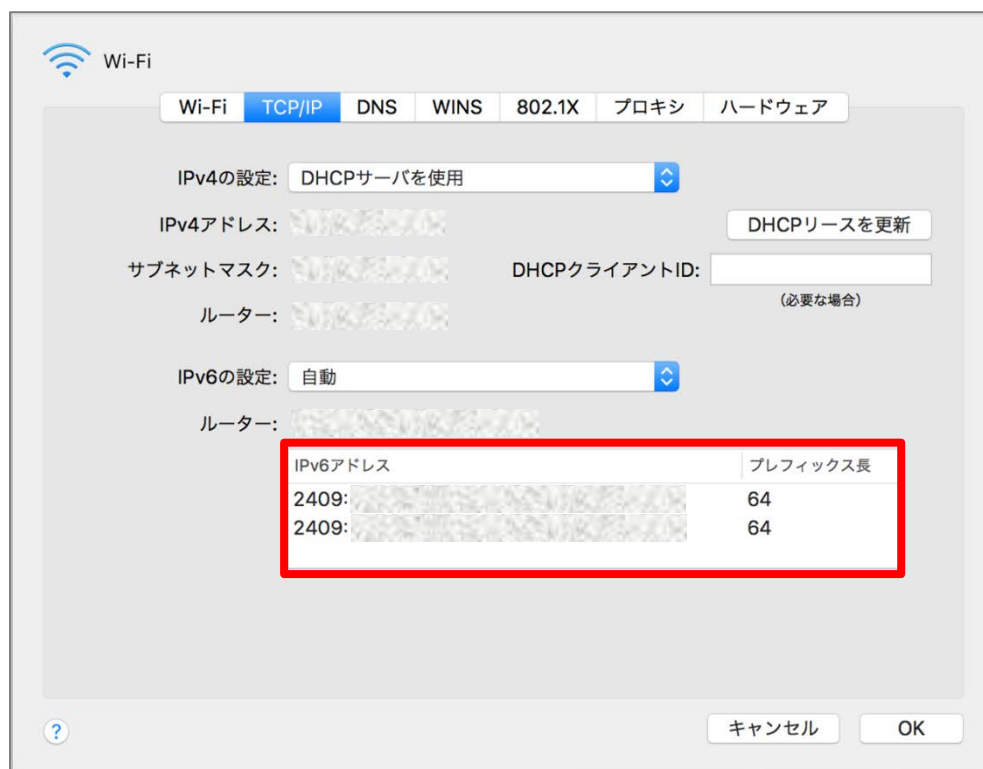 Wi-Fi
Wi-Fi TCP/IP DNS WINS 802.1X プロキシ ハードウェア
IPv4の設定: DHCPサーバを使用
IPv4アドレス: DHCPリースを更新
サブネットマスク: DHCPクライアントID:
(必要な場合)
ルーター:
IPv6の設定: 自動
ルーター:
IPv6アドレス プレフィックス長
2409: 64
2409: 64
? キャンセル OK